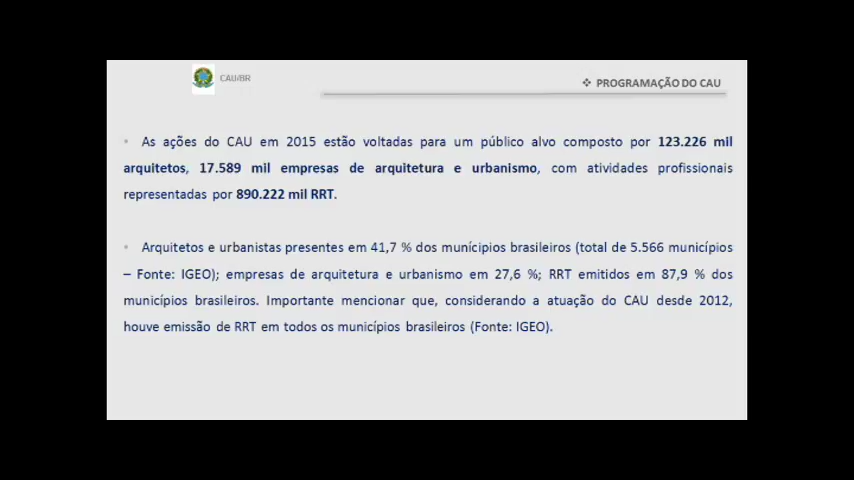 CAU/BR
❖ PROGRAMAÇÃO DO CAU
• As ações do CAU em 2015 estão voltadas para um público alvo composto por 123.226 mil
arquitetos, 17.589 mil empresas de arquitetura e urbanismo, com atividades profissionais
representadas por 890.222 mil RRT.
• Arquitetos e urbanistas presentes em 41,7 % dos munícipios brasileiros (total de 5.566 municípios
– Fonte: IGEO); empresas de arquitetura e urbanismo em 27,6 %; RRT emitidos em 87,9 % dos
municípios brasileiros. Importante mencionar que, considerando a atuação do CAU desde 2012,
houve emissão de RRT em todos os municípios brasileiros (Fonte: IGEO).